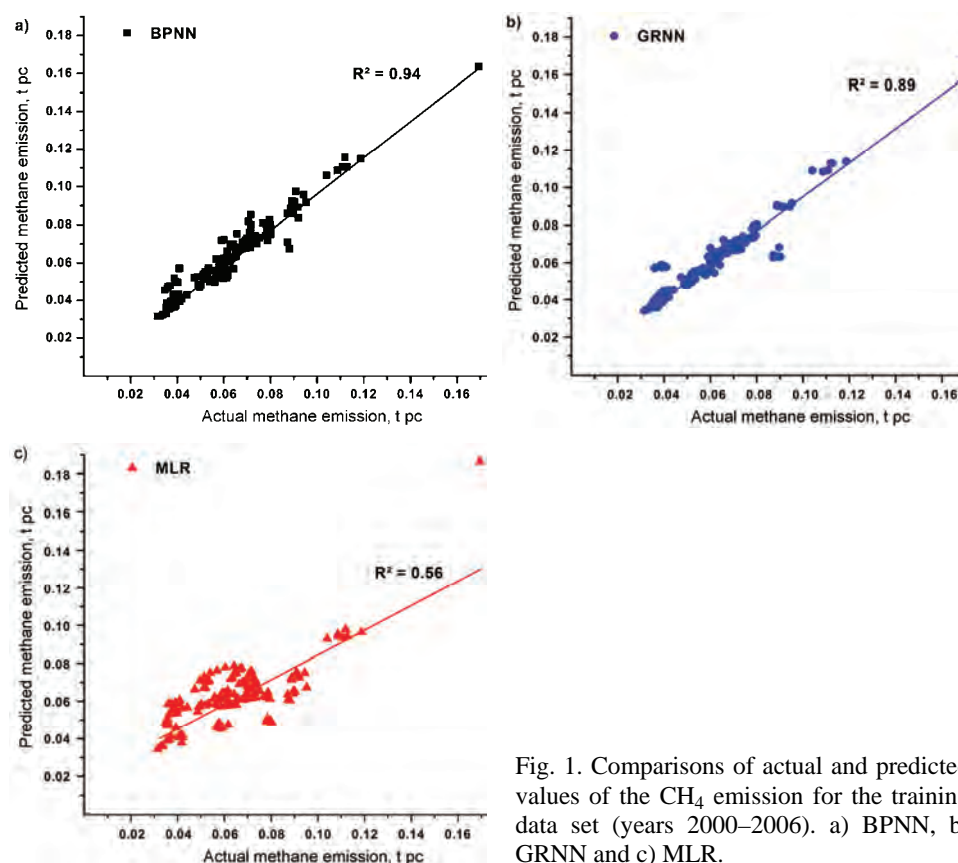 a)
BPNN
R² = 0.94
0.18
0.16
0.14
0.12
0.10
0.08
0.06
0.04
0.02
Predicted methane emission, t pc
0.02 0.04 0.06 0.08 0.10 0.12 0.14 0.16
Actual methane emission, t pc
b)
GRNN
R² = 0.89
0.18
0.16
0.14
0.12
0.10
0.08
0.06
0.04
0.02
Predicted methane emission, t pc
0.02 0.04 0.06 0.08 0.10 0.12 0.14 0.16
Actual methane emission, t pc
c)
MLR
R² = 0.56
0.18
0.16
0.14
0.12
0.10
0.08
0.06
0.04
0.02
Predicted methane emission, t pc
0.02 0.04 0.06 0.08 0.10 0.12 0.14 0.16
Actual methane emission, t pc
Fig. 1. Comparisons of actual and predicte
values of the CH₄ emission for the trainin
data set (years 2000–2006). a) BPNN, b
GRNN and c) MLR.